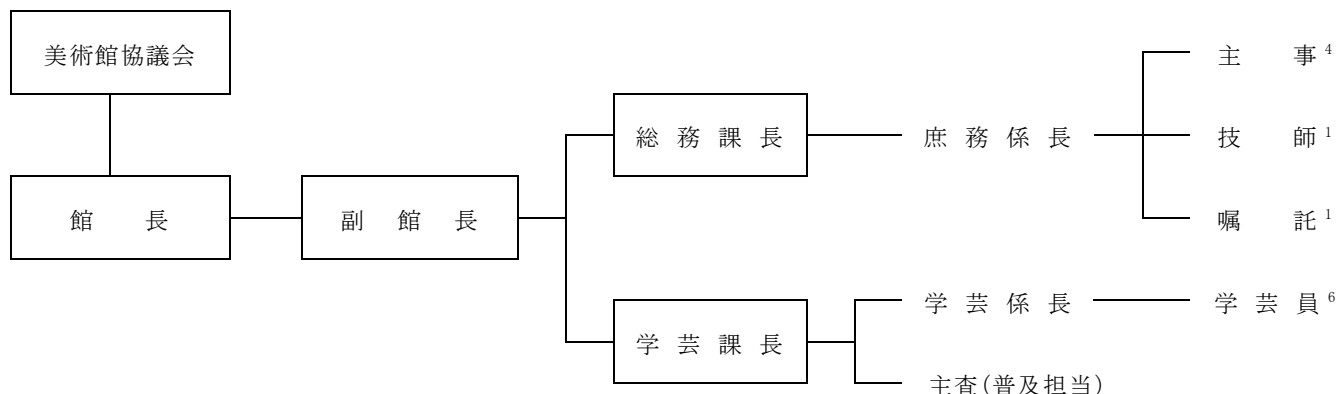 美術館協議会
主事4
総務課長
庶務係長
技師1
館長
副館長
嘱託1
学芸係長
学芸員6
学芸課長
主査(普及担当)